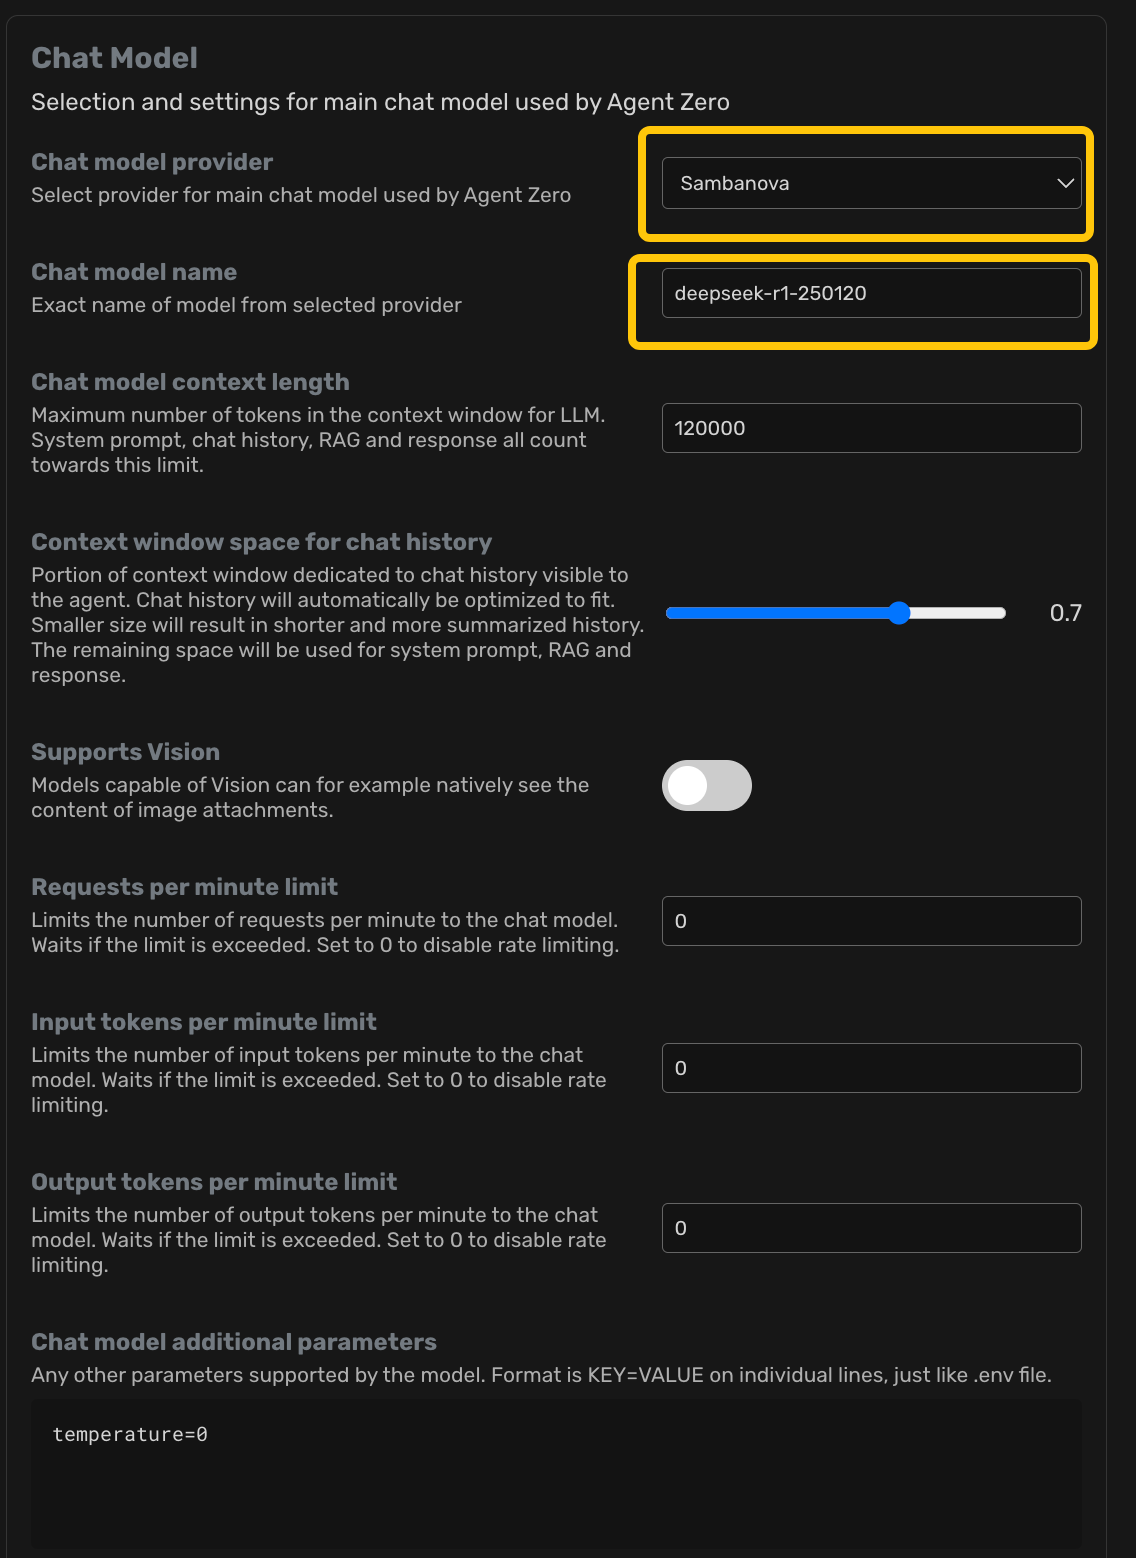 Chat Model
Selection and settings for main chat model used by Agent Zero
Chat model provider
Select provider for main chat model used by Agent Zero
Sambanova
Chat model name
Exact name of model from selected provider
deepseek-r1-250120
Chat model context length
Maximum number of tokens in the context window for LLM.
System prompt, chat history, RAG and response all count
towards this limit.
120000
Context window space for chat history
Portion of context window dedicated to chat history visible to
the agent. Chat history will automatically be optimized to fit.
Smaller size will result in shorter and more summarized history.
The remaining space will be used for system prompt, RAG and
response.
0.7
Supports Vision
Models capable of Vision can for example natively see the
content of image attachments.
Requests per minute limit
Limits the number of requests per minute to the chat model.
Waits if the limit is exceeded. Set to 0 to disable rate limiting.
0
Input tokens per minute limit
Limits the number of input tokens per minute to the chat
model. Waits if the limit is exceeded. Set to 0 to disable rate
limiting.
0
Output tokens per minute limit
Limits the number of output tokens per minute to the chat
model. Waits if the limit is exceeded. Set to 0 to disable rate
limiting.
0
Chat model additional parameters
Any other parameters supported by the model. Format is KEY=VALUE on individual lines, just like .env file.
temperature=0